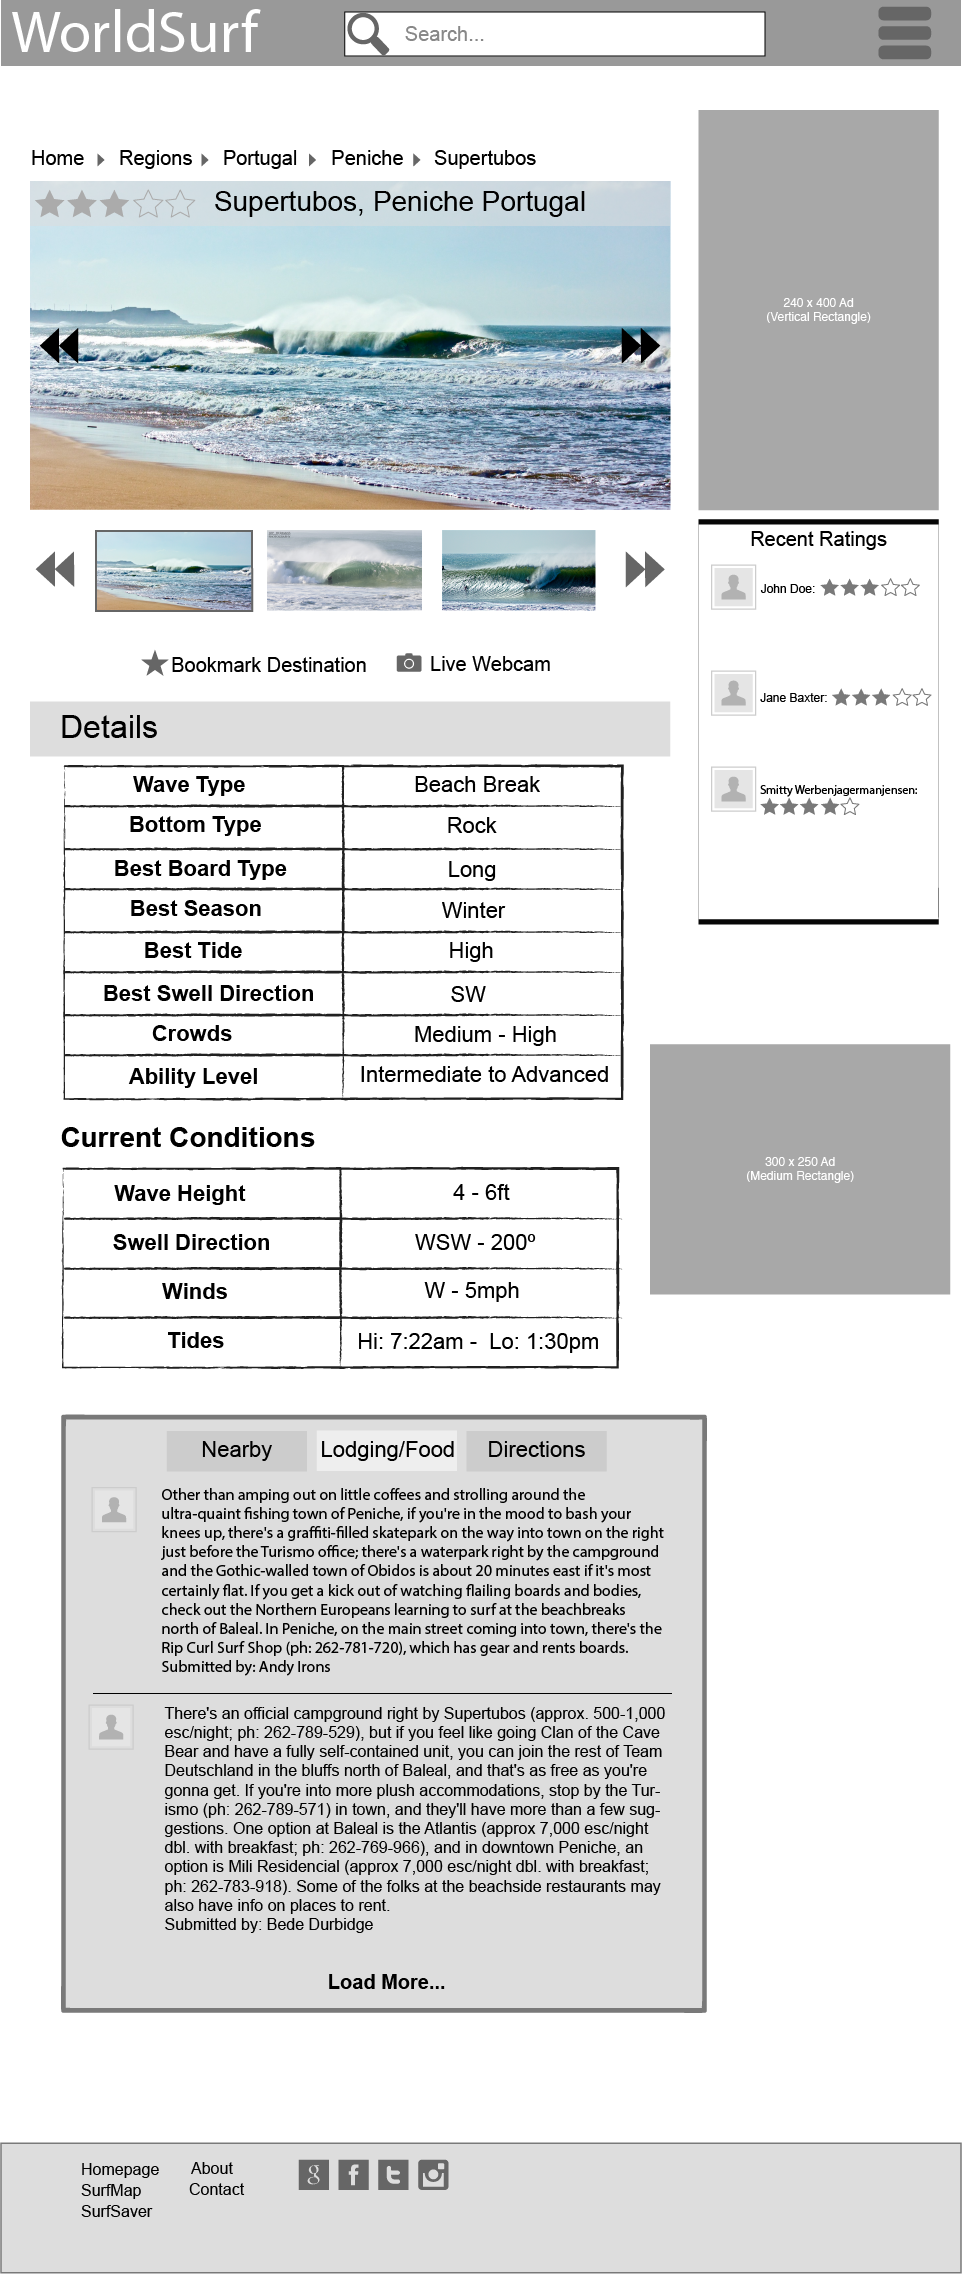 WorldSurf
Search...
Home Regions Portugal Peniche Supertubos
Supertubos, Peniche Portugal
240 x 400 Ad
(Vertical Rectangle)
Recent Ratings
John Doe:
Jane Baxter:
Smitty Werbenjagermanjensen:
Bookmark Destination Live Webcam
Details
Wave Type Beach Break
Bottom Type Rock
Best Board Type Long
Best Season Winter
Best Tide High
Best Swell Direction SW
Crowds Medium - High
Ability Level Intermediate to Advanced
300 x 250 Ad
(Medium Rectangle)
Current Conditions
Wave Height 4 - 6ft
Swell Direction WSW - 200º
Winds W - 5mph
Tides Hi: 7:22am - Lo: 1:30pm
Nearby Lodging/Food Directions
Other than amping out on little coffees and strolling around the
ultra-quaint fishing town of Peniche, if you're in the mood to bash your
knees up, there's a graffiti-filled skatepark on the way into town on the right
just before the Turismo office; there's a waterpark right by the campground
and the Gothic-walled town of Obidos is about 20 minutes east if it's most
certainly flat. If you get a kick out of watching flailing boards and bodies,
check out the Northern Europeans learning to surf at the beachbreaks
north of Baleal. In Peniche, on the main street coming into town, there's the
Rip Curl Surf Shop (ph: 262-781-720), which has gear and rents boards.
Submitted by: Andy Irons
There's an official campground right by Supertubos (approx. 500-1,000
esc/night; ph: 262-789-529), but if you feel like going Clan of the Cave
Bear and have a fully self-contained unit, you can join the rest of Team
Deutschland in the bluffs north of Baleal, and that's as free as you're
gonna get. If you're into more plush accommodations, stop by the Tur-
ismo (ph: 262-789-571) in town, and they'll have more than a few sug-
gestions. One option at Baleal is the Atlantis (approx 7,000 esc/night
dbl. with breakfast; ph: 262-769-966), and in downtown Peniche, an
option is Mili Residencial (approx 7,000 esc/night dbl. with breakfast;
ph: 262-783-918). Some of the folks at the beachside restaurants may
also have info on places to rent.
Submitted by: Bede Durbidge
Load More...
Homepage About
SurfMap Contact
SurfSaver